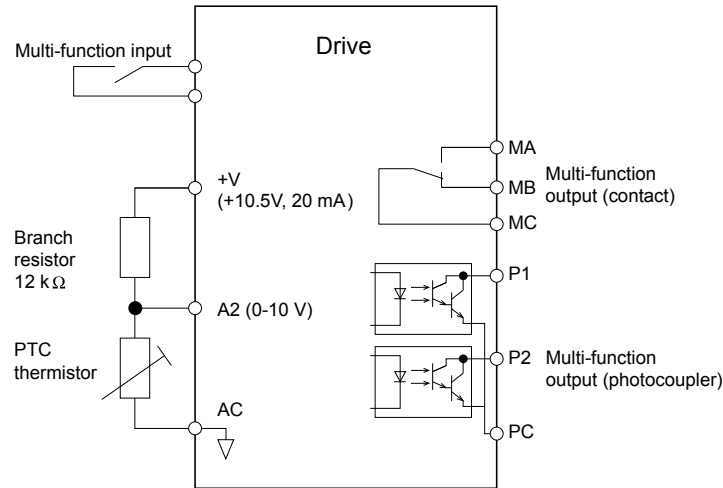 Drive
Multi-function input
+V
(+10.5V, 20 mA)
Branch
resistor
12 kΩ
A2 (0-10 V)
PTC
thermistor
AC
MA
MB
MC
Multi-function
output (contact)
P1
P2
PC
Multi-function
output (photocoupler)